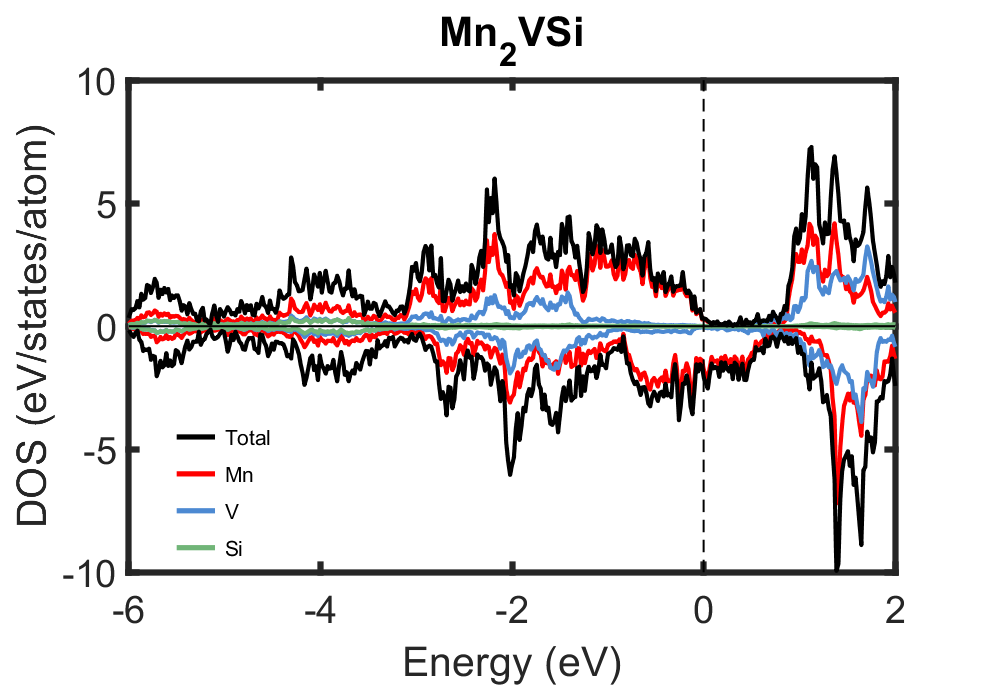 Mn₂VSi
10
5
0
-5
-10
DOS (eV/states/atom)
Total
Mn
V
Si
-6 -4 -2 0 2
Energy (eV)